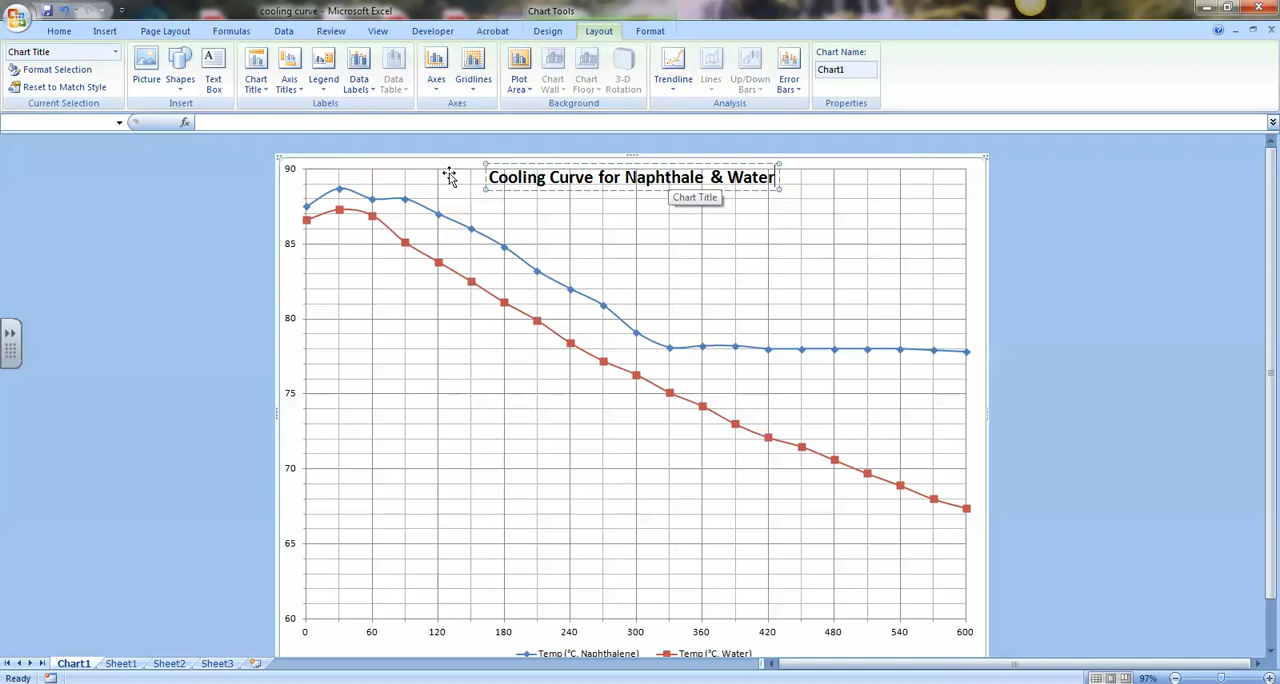 cooling curve - Microsoft Excel
Chart Tools
Home Insert Page Layout Formulas Data Review View Developer Acrobat Design Layout Format
Chart Title
Format Selection
Reset to Match Style
Current Selection
Picture
Shapes
Text
Box
Insert
Chart
Title
Axis
Titles
Legend
Data
Labels
Data
Table
Labels
Axes
Gridlines
Axes
Plot
Area
Chart
Wall
Chart
Floor
3-D
Rotation
Background
Trendline
Lines
Up/Down
Bars
Error
Bars
Analysis
Chart Name:
Chart1
Properties
fx
Cooling Curve for Naphthale & Water
Chart Title
90
85
80
75
70
65
60
0 60 120 180 240 300 360 420 480 540 600
Temp (°C, Naphthalene) Temp (°C, Water)
Chart1 Sheet1 Sheet2 Sheet3
Ready 97%